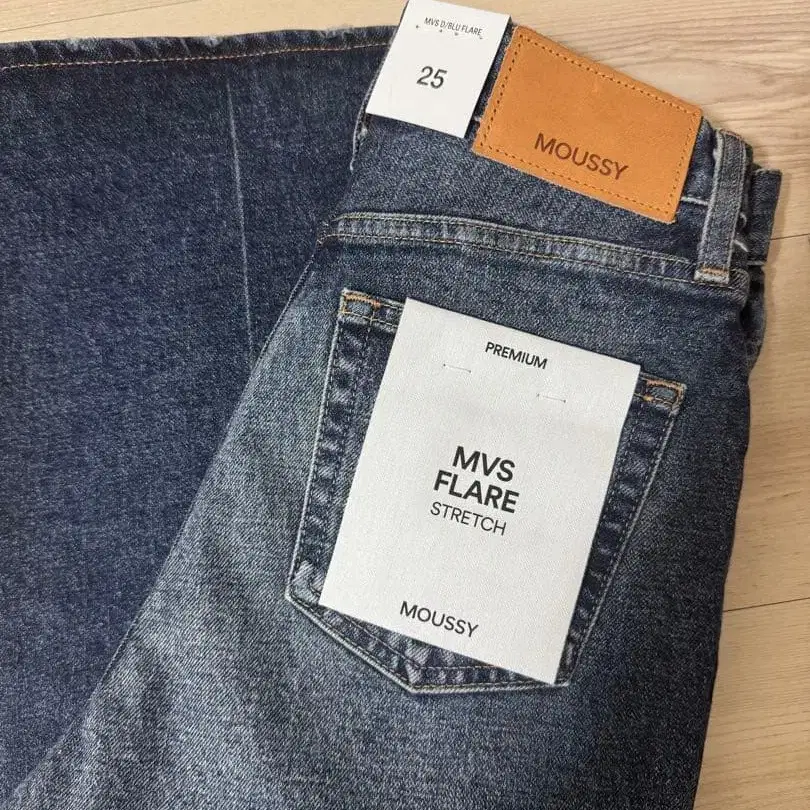 MVS D/BLU FLARE
25
MOUSSY
PREMIUM
MVS
FLARE
STRETCH
MOUSSY